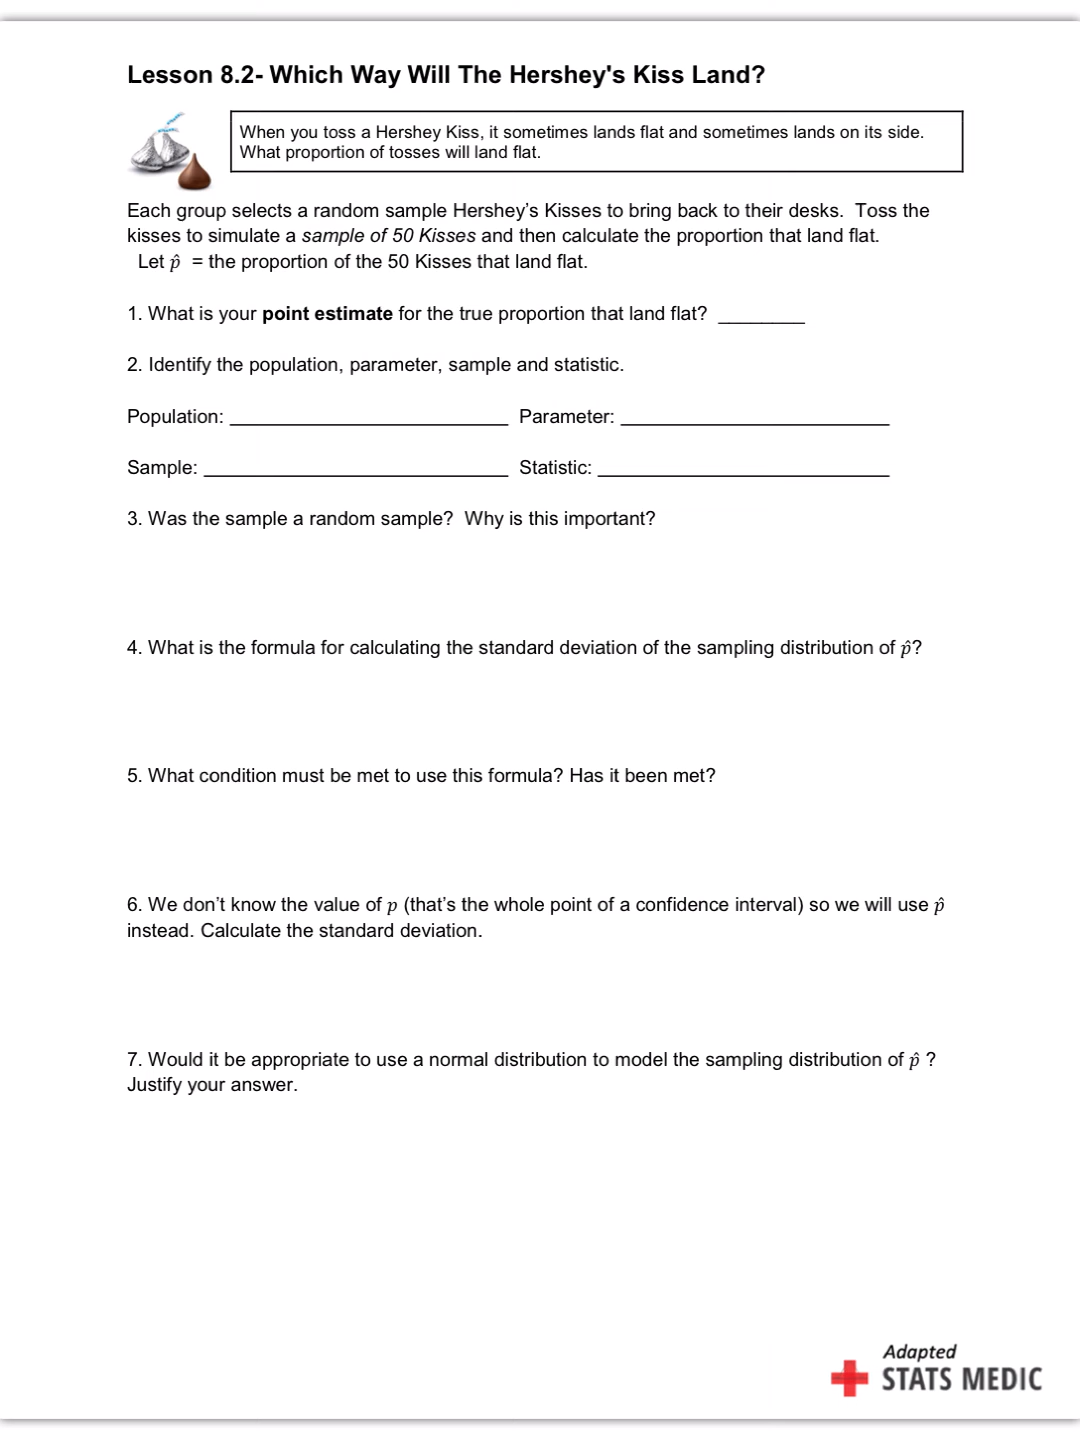 Lesson 8.2- Which Way Will The Hershey's Kiss Land?
When you toss a Hershey Kiss, it sometimes lands flat and sometimes lands on its side.
What proportion of tosses will land flat.
Each group selects a random sample Hershey’s Kisses to bring back to their desks.  Toss the
kisses to simulate a sample of 50 Kisses and then calculate the proportion that land flat.
Let p̂  = the proportion of the 50 Kisses that land flat.
1. What is your point estimate for the true proportion that land flat?  ________
2. Identify the population, parameter, sample and statistic.
Population: __________________________ Parameter: _________________________
Sample: ____________________________ Statistic: ___________________________
3. Was the sample a random sample?  Why is this important?
4. What is the formula for calculating the standard deviation of the sampling distribution of p̂?
5. What condition must be met to use this formula? Has it been met?
6. We don’t know the value of p (that’s the whole point of a confidence interval) so we will use p̂
instead. Calculate the standard deviation.
7. Would it be appropriate to use a normal distribution to model the sampling distribution of p̂ ?
Justify your answer.
Adapted
STATS MEDIC